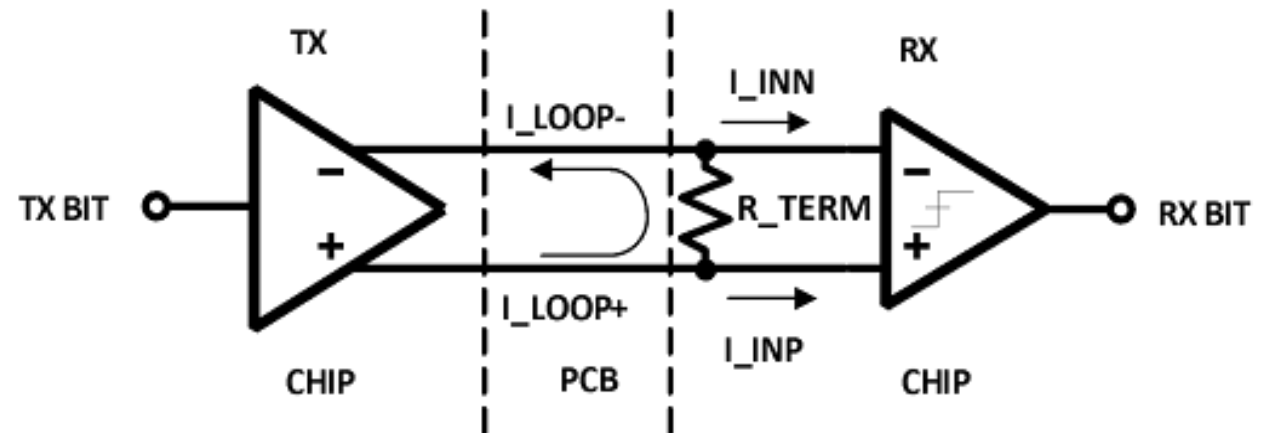 TX
RX
I_INN
I_LOOP-
−
−
TX BIT
R_TERM
RX BIT
+
+
I_LOOP+
I_INP
CHIP
PCB
CHIP